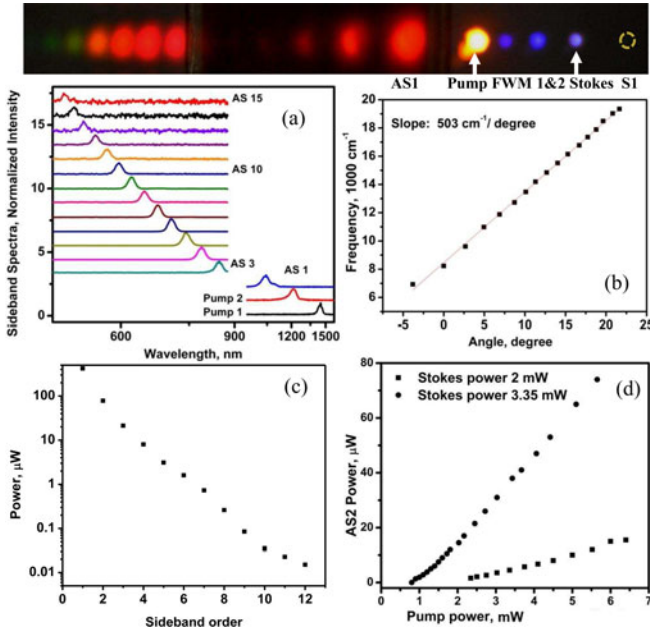 AS1 Pump FWM 1&2 Stokes S1
(a)
AS 15
AS 10
AS 3
AS 1
Pump 2
Pump 1
Sideband Spectra, Normalized Intensity
15
10
5
0
600 900 1200 1500
Wavelength, nm
(b)
Slope: 503 cm⁻¹/ degree
Frequency, 1000 cm⁻¹
20
18
16
14
12
10
8
6
-5 0 5 10 15 20 25
Angle, degree
(c)
Power, μW
100
10
1
0.1
0.01
0 2 4 6 8 10 12
Sideband order
(d)
Stokes power 2 mW
Stokes power 3.35 mW
AS2 Power, μW
80
60
40
20
0
0 1 2 3 4 5 6 7
Pump power, mW